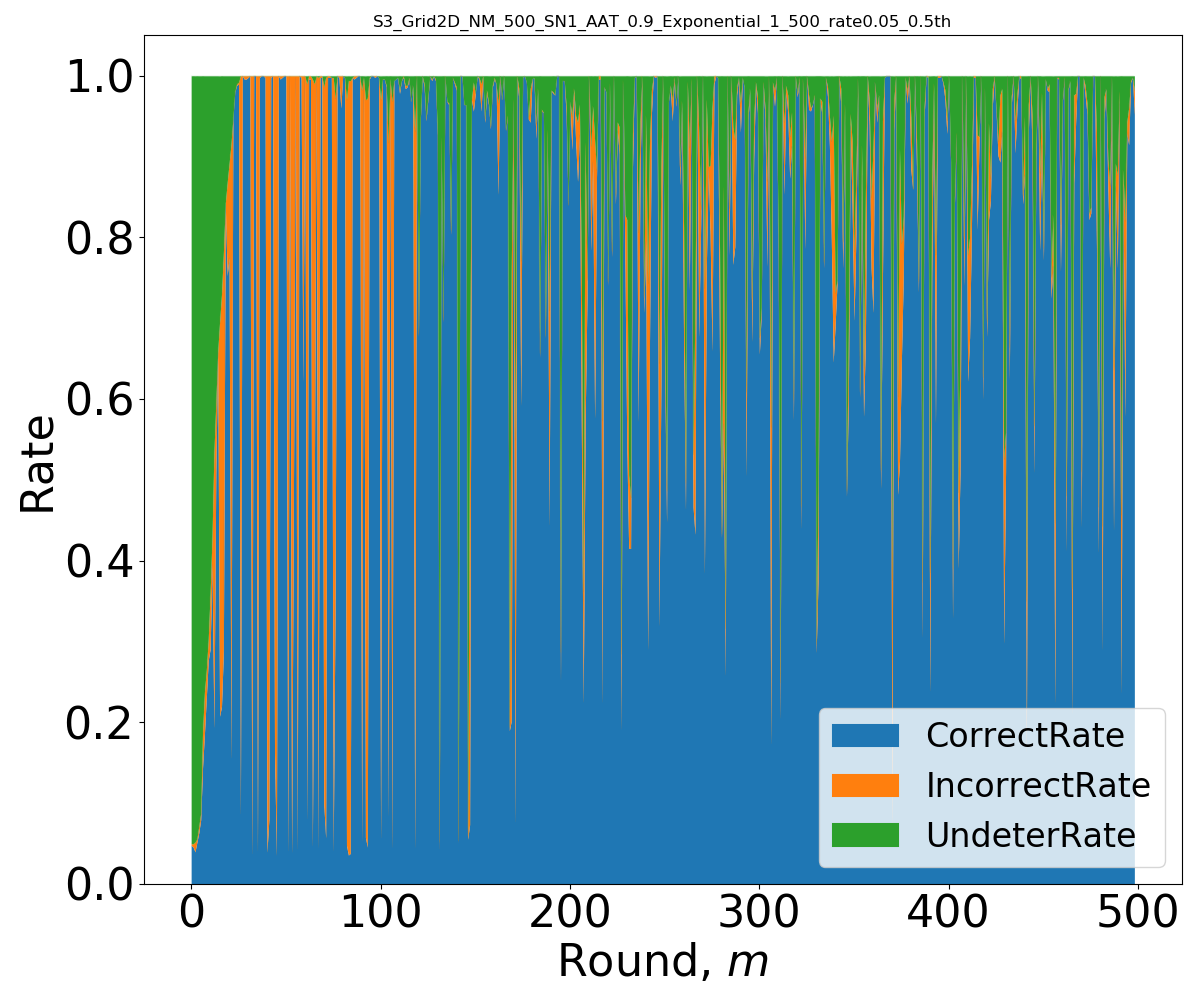 S3_Grid2D_NM_500_SN1_AAT_0.9_Exponential_1_500_rate0.05_0.5th
1.0
0.8
0.6
0.4
0.2
0.0
Rate
0 100 200 300 400 500
Round, m
CorrectRate
IncorrectRate
UndeterRate